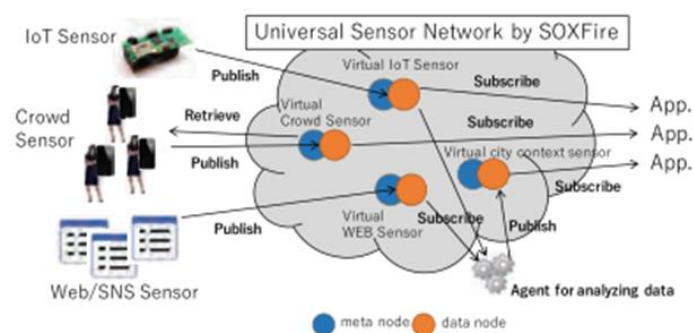 Universal Sensor Network by SOXFire
IoT Sensor
Publish
Virtual IoT Sensor
Subscribe
App.
Crowd
Sensor
Retrieve
Publish
Virtual
Crowd Sensor
Subscribe
App.
Virtual city context sensor
App.
Subscribe
Publish
Virtual
WEB Sensor
Subscribe
Publish
Web/SNS Sensor
Agent for analyzing data
meta node
data node